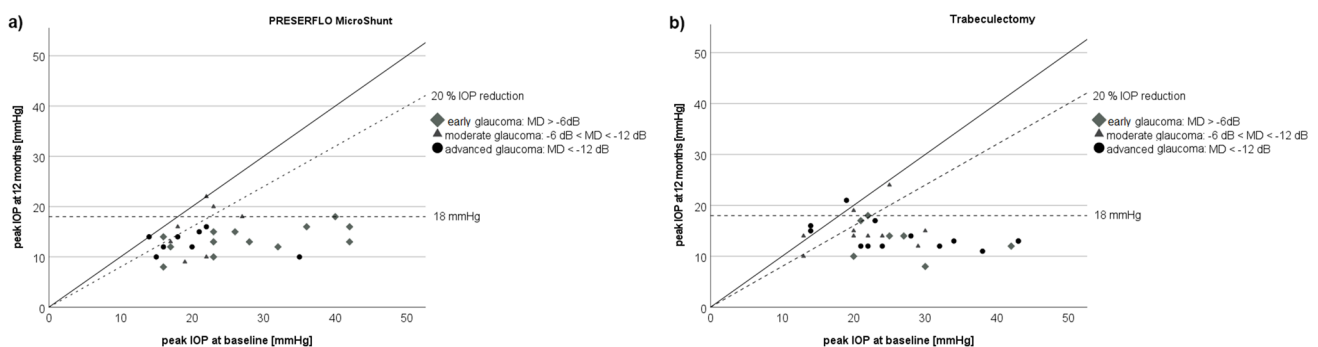 a)
PRESERFLO MicroShunt
peak IOP at 12 months [mmHg]
50
40
30
20
10
0
0 10 20 30 40 50
peak IOP at baseline [mmHg]
20 % IOP reduction
early glaucoma: MD > -6dB
moderate glaucoma: -6 dB < MD < -12 dB
advanced glaucoma: MD < -12 dB
18 mmHg
b)
Trabeculectomy
peak IOP at 12 months [mmHg]
50
40
30
20
10
0
0 10 20 30 40 50
peak IOP at baseline [mmHg]
20 % IOP reduction
early glaucoma: MD > -6dB
moderate glaucoma: -6 dB < MD < -12 dB
advanced glaucoma: MD < -12 dB
18 mmHg